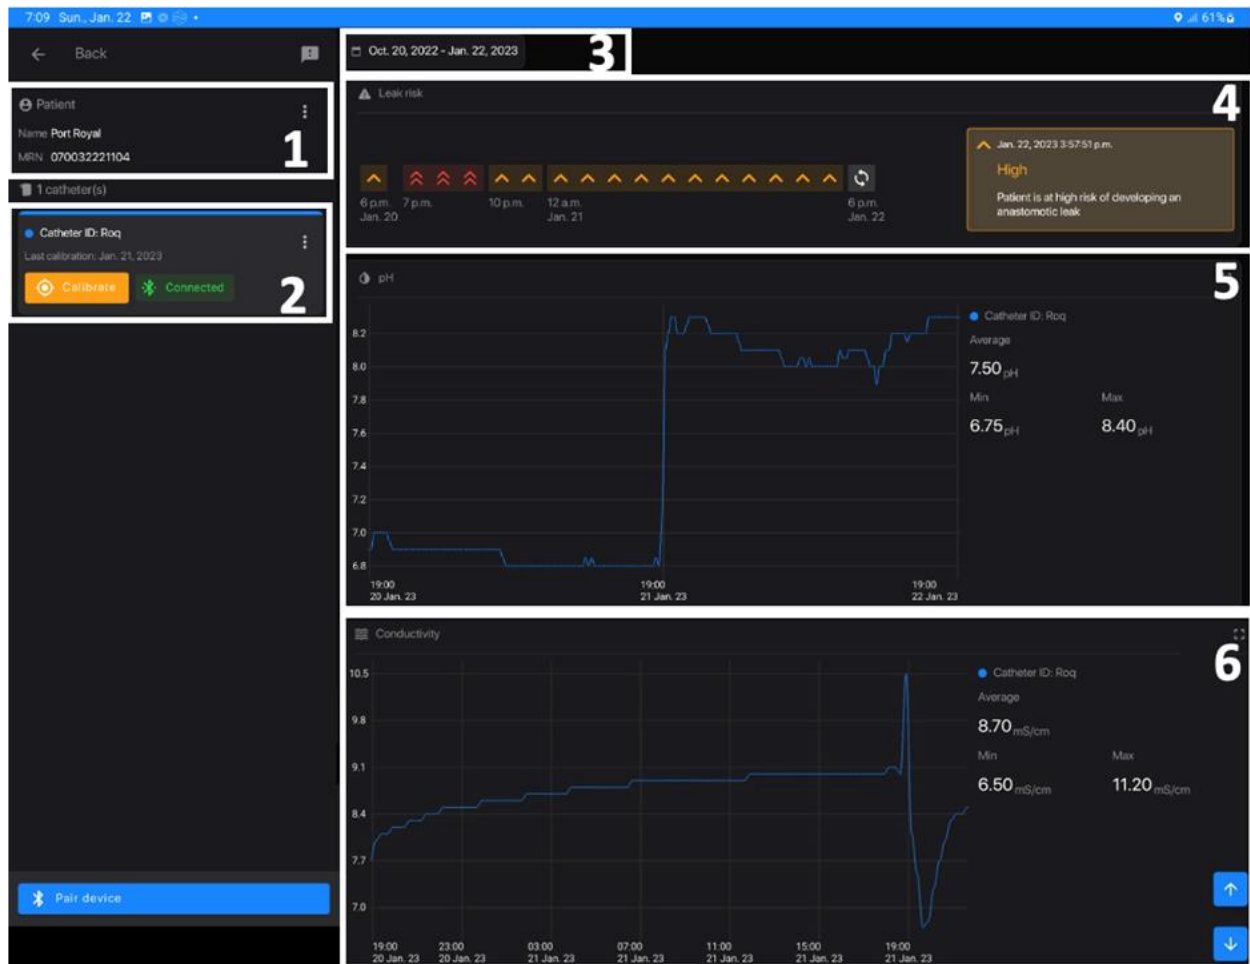 7:09 Sun., Jan. 22
61%
Back
3
Oct. 20, 2022 - Jan. 22, 2023
Patient
Name Port Royal
MRN 070032221104
1
1 catheter(s)
Catheter ID: Roq
Last calibration: Jan. 21, 2023
Calibrate
Connected
2
Pair device
Leak risk
4
6 p.m. 7 p.m. 10 p.m. 12 a.m. 6 p.m.
Jan. 20 Jan. 21 Jan. 22
Jan. 22, 2023 3:57:51 p.m.
High
Patient is at high risk of developing an
anastomotic leak
pH
5
8.2
8.0
7.8
7.6
7.4
7.2
7.0
6.8
19:00 19:00 19:00
20 Jan. 23 21 Jan. 23 22 Jan. 23
Catheter ID: Roq
Average
7.50 pH
Min Max
6.75 pH 8.40 pH
Conductivity
6
10.5
9.8
9.1
8.4
7.7
7.0
19:00 23:00 03:00 07:00 11:00 15:00 19:00
20 Jan. 23 20 Jan. 23 21 Jan. 23 21 Jan. 23 21 Jan. 23 21 Jan. 23 21 Jan. 23
Catheter ID: Roq
Average
8.70 mS/cm
Min Max
6.50 mS/cm 11.20 mS/cm